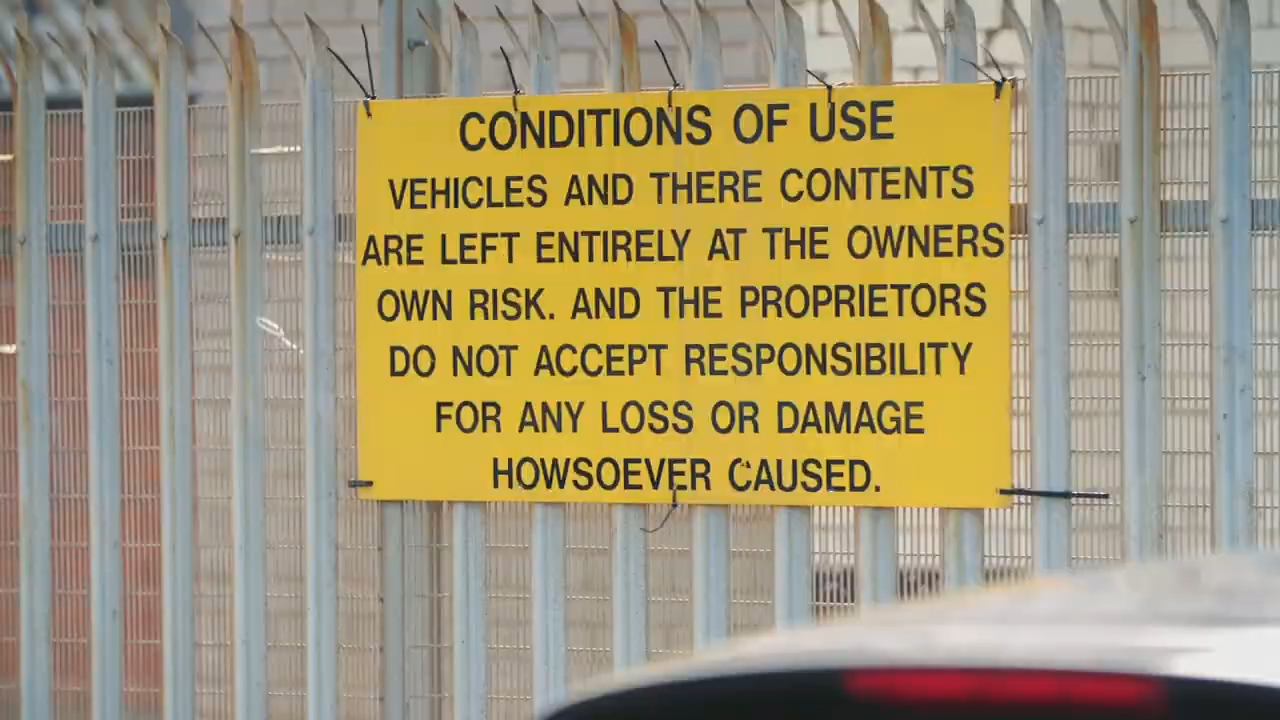 CONDITIONS OF USE
VEHICLES AND THERE CONTENTS
ARE LEFT ENTIRELY AT THE OWNERS
OWN RISK. AND THE PROPRIETORS
DO NOT ACCEPT RESPONSIBILITY
FOR ANY LOSS OR DAMAGE
HOWSOEVER CAUSED.